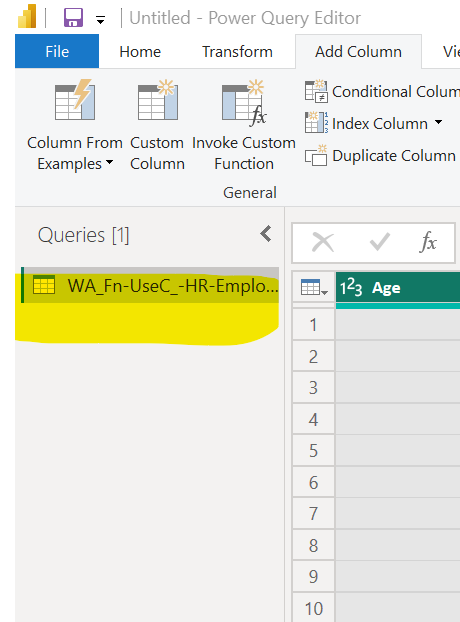 Untitled - Power Query Editor
File Home Transform Add Column Vi
Column From Examples
Custom Column
Invoke Custom Function
Conditional Colum
Index Column
Duplicate Column
General
Queries [1]
fx
WA_Fn-UseC_-HR-Emplo...
123 Age
1
2
3
4
5
6
7
8
9
10